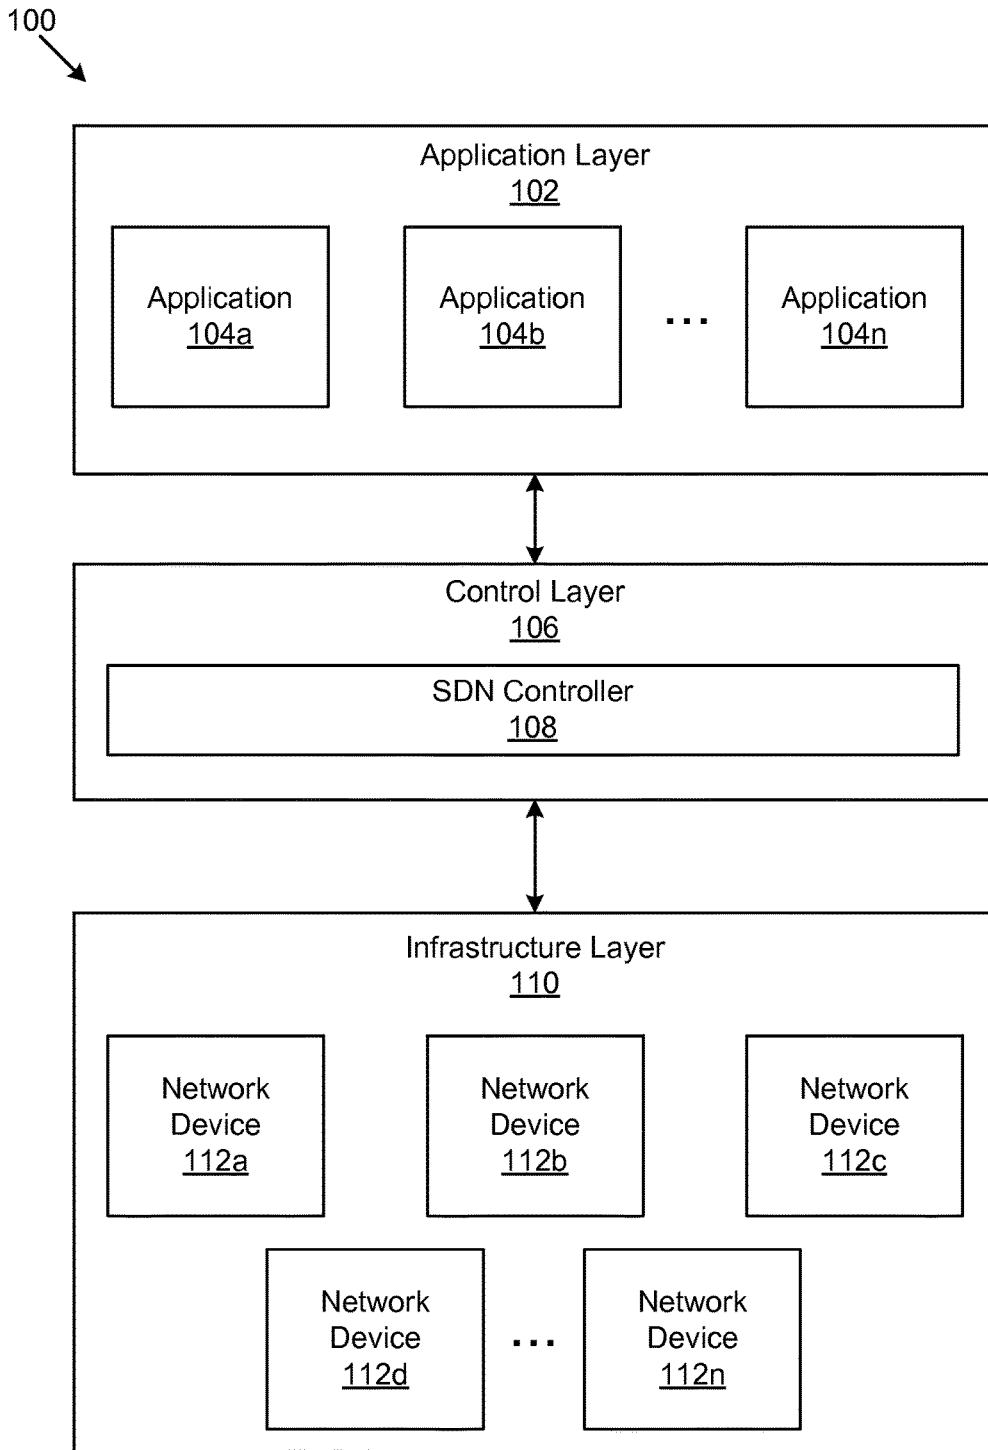 100
Application Layer
102
Application
104a
Application
104b
...
Application
104n
Control Layer
106
SDN Controller
108
Infrastructure Layer
110
Network
Device
112a
Network
Device
112b
Network
Device
112c
Network
Device
112d
...
Network
Device
112n